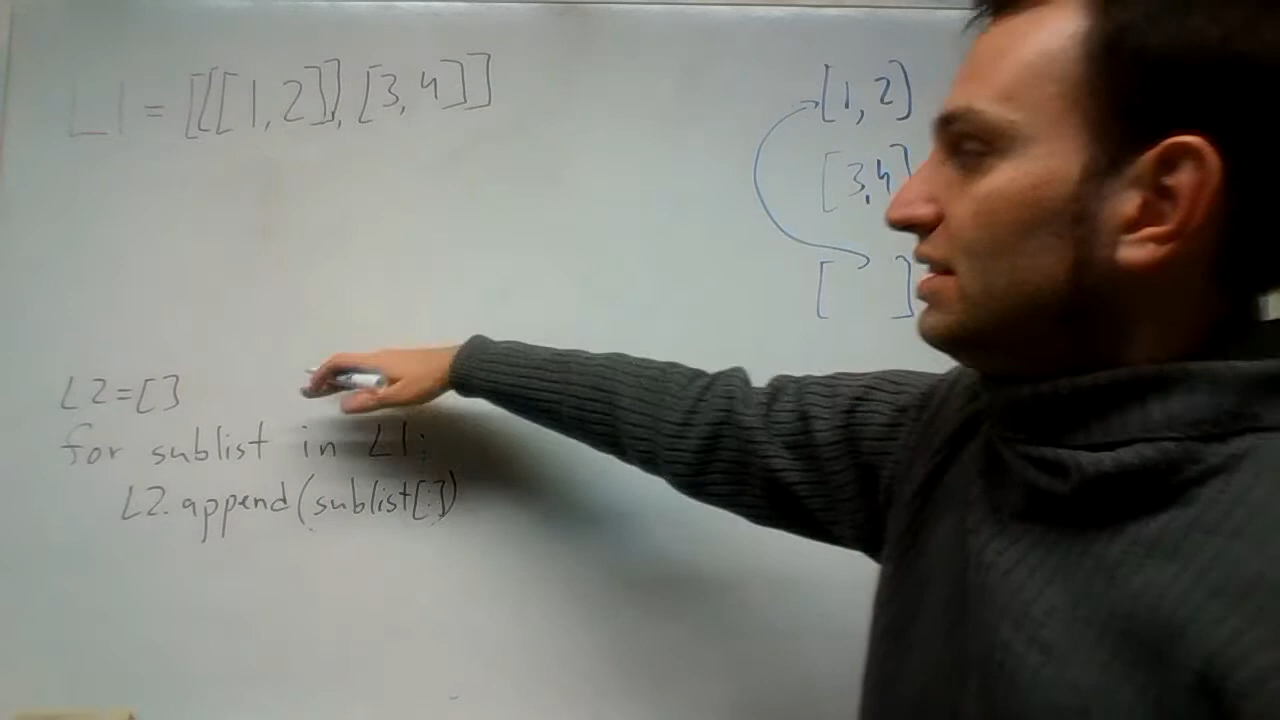 L1 = [[[1,2]],[3,4]]
[1,2]
[3,4]
[ ]
L2=[]
for sublist in L1:
L2.append(sublist[:])